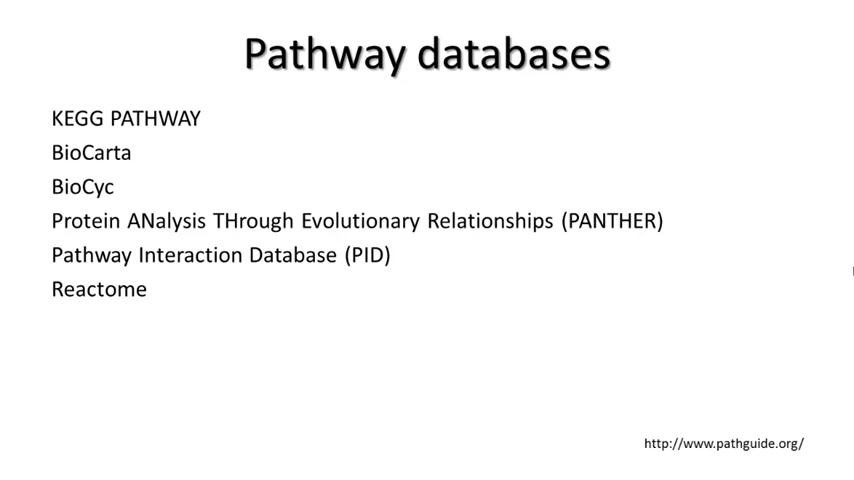 Pathway databases
KEGG PATHWAY
BioCarta
BioCyc
Protein ANalysis THrough Evolutionary Relationships (PANTHER)
Pathway Interaction Database (PID)
Reactome
http://www.pathguide.org/